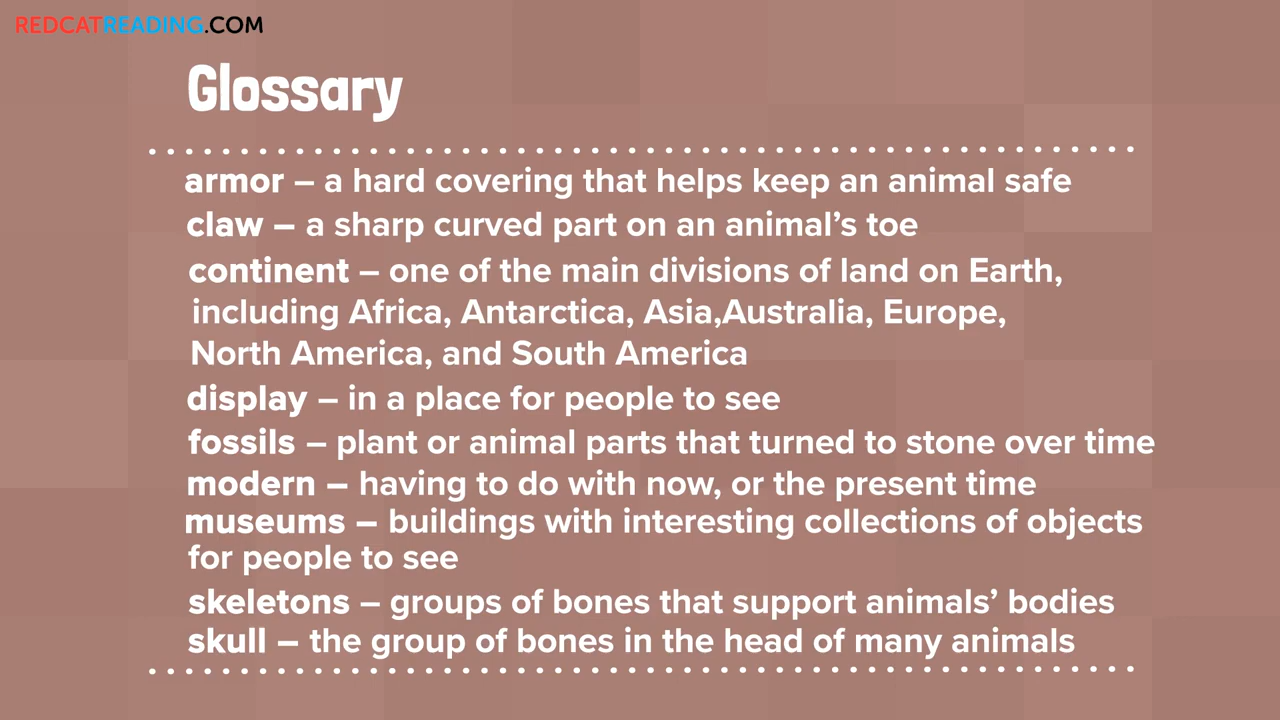 REDCATREADING.COM
Glossary
armor – a hard covering that helps keep an animal safe
claw – a sharp curved part on an animal’s toe
continent – one of the main divisions of land on Earth,
including Africa, Antarctica, Asia,Australia, Europe,
North America, and South America
display – in a place for people to see
fossils – plant or animal parts that turned to stone over time
modern – having to do with now, or the present time
museums – buildings with interesting collections of objects
for people to see
skeletons – groups of bones that support animals’ bodies
skull – the group of bones in the head of many animals